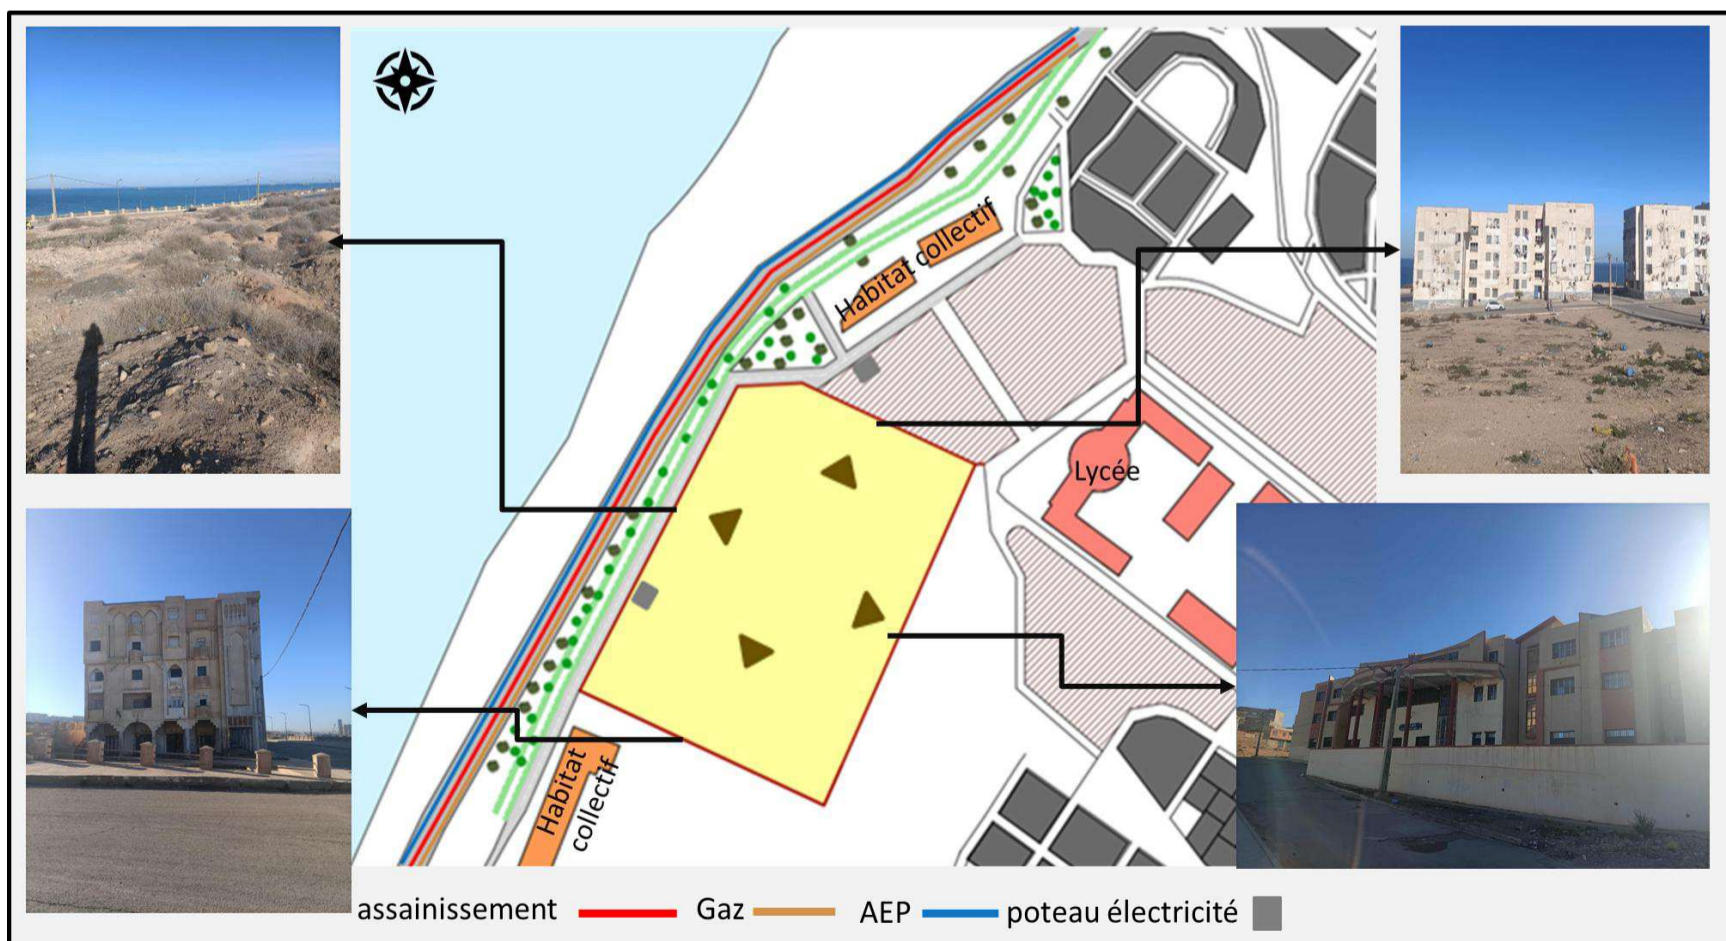 Habitat collectif
Lycée
Habitat
collectif
assainissement Gaz AEP poteau électricité